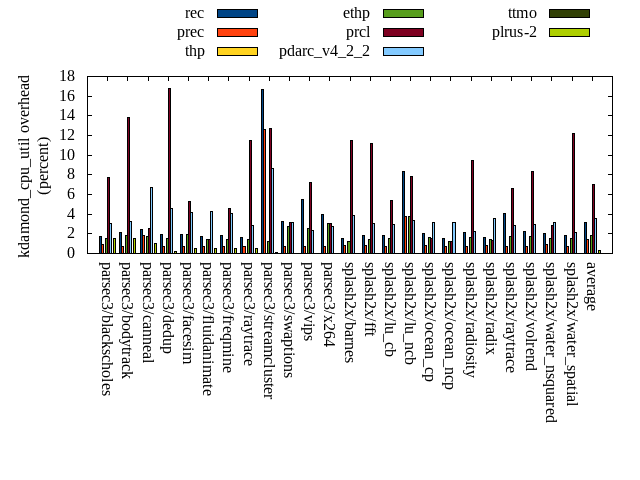 rec
ethp
ttmo
prec
prcl
plrus-2
thp
pdarc_v4_2_2
kdamond_cpu_util overhead
(percent)
18
16
14
12
10
8
6
4
2
0
parsec3/blackscholes
parsec3/bodytrack
parsec3/canneal
parsec3/dedup
parsec3/facesim
parsec3/fluidanimate
parsec3/freqmine
parsec3/raytrace
parsec3/streamcluster
parsec3/swaptions
parsec3/vips
parsec3/x264
splash2x/barnes
splash2x/fft
splash2x/lu_cb
splash2x/lu_ncb
splash2x/ocean_cp
splash2x/ocean_ncp
splash2x/radiosity
splash2x/radix
splash2x/raytrace
splash2x/volrend
splash2x/water_nsquared
splash2x/water_spatial
average